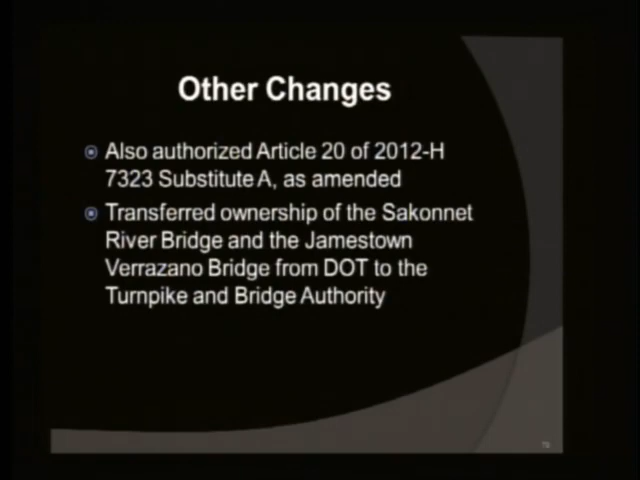 Other Changes
Also authorized Article 20 of 2012-H
7323 Substitute A, as amended
Transferred ownership of the Sakonnet
River Bridge and the Jamestown
Verrazano Bridge from DOT to the
Turnpike and Bridge Authority